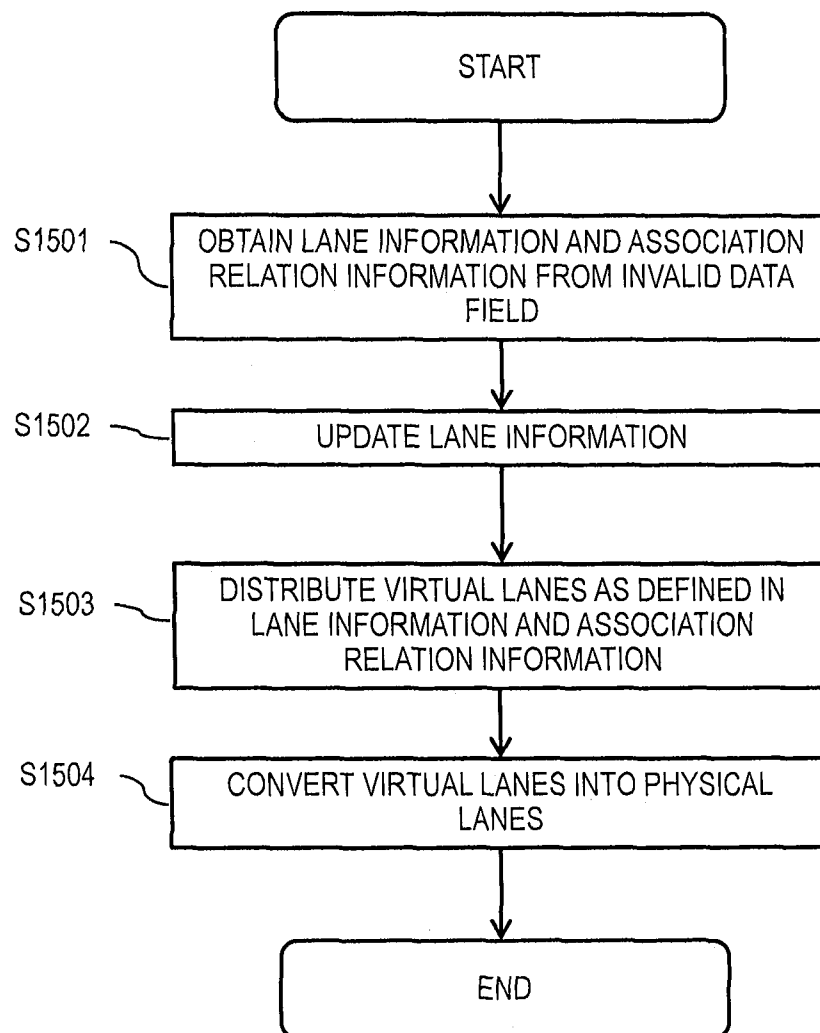 START
S1501
OBTAIN LANE INFORMATION AND ASSOCIATION
RELATION INFORMATION FROM INVALID DATA
FIELD
S1502
UPDATE LANE INFORMATION
S1503
DISTRIBUTE VIRTUAL LANES AS DEFINED IN
LANE INFORMATION AND ASSOCIATION
RELATION INFORMATION
S1504
CONVERT VIRTUAL LANES INTO PHYSICAL
LANES
END